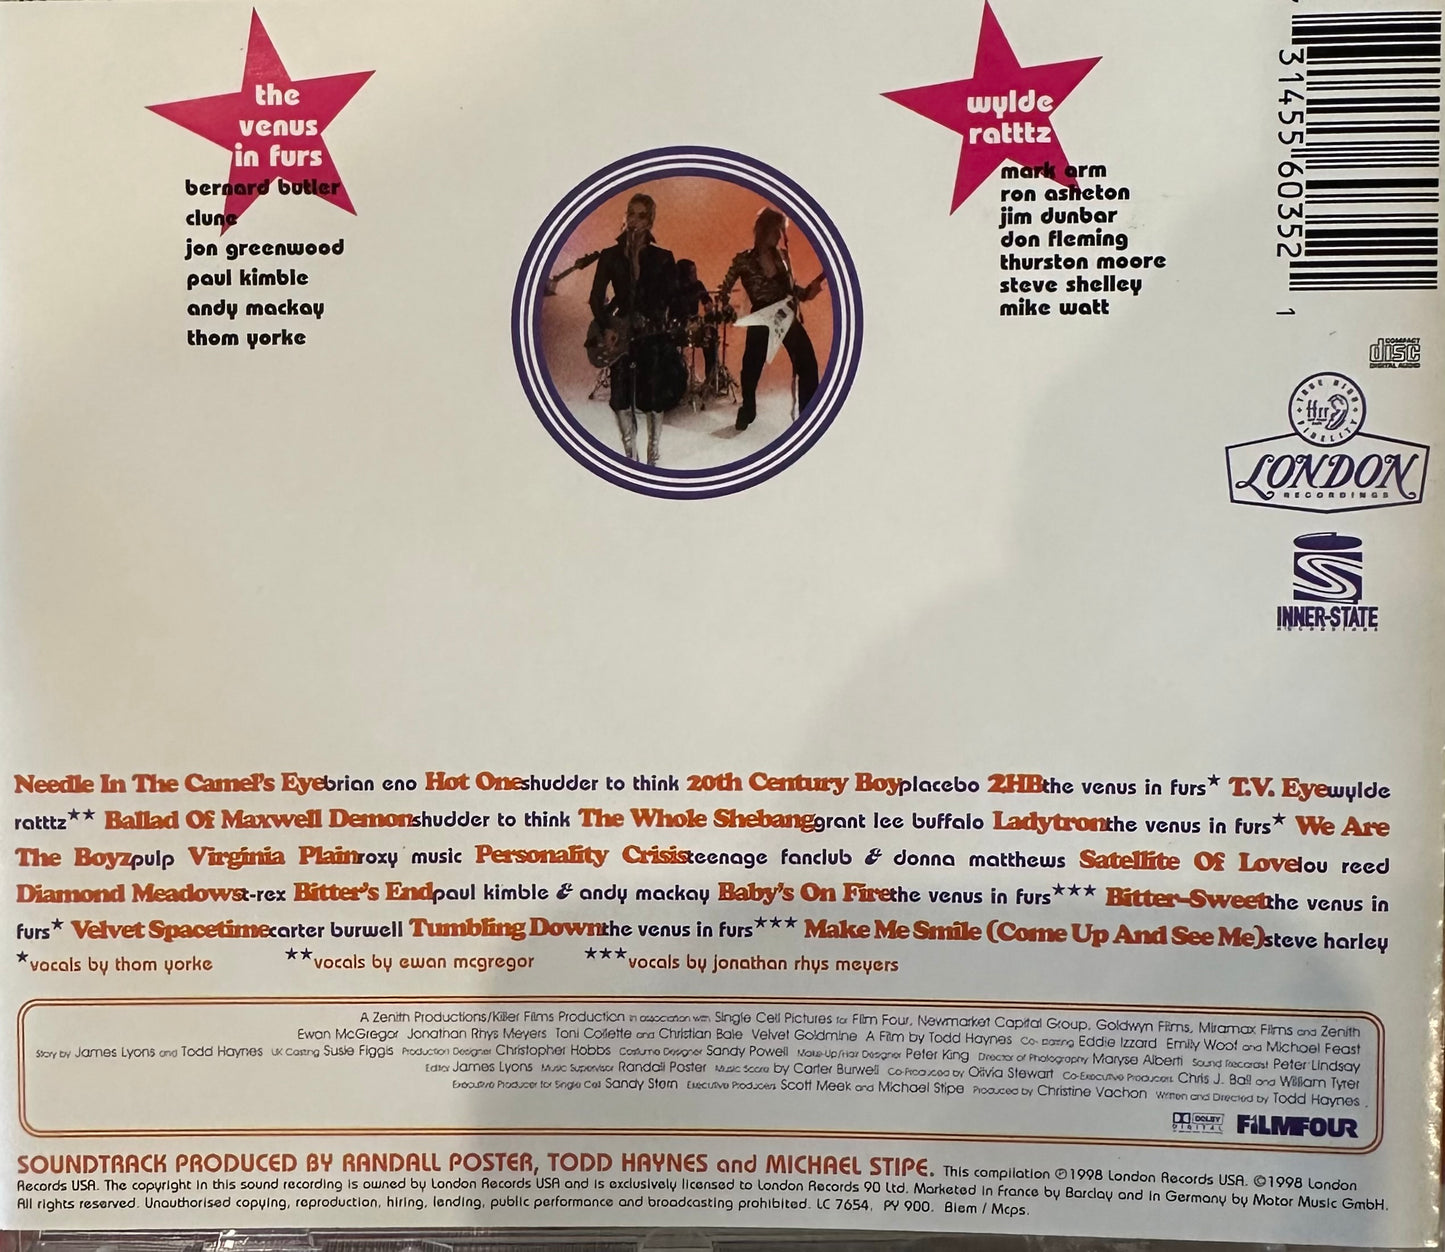 the
venus
in furs
bernard butler
clune
jon greenwood
paul kimble
andy mackay
thom yorke
wylde
ratttz
mark arm
ron asheton
jim dunbar
don fleming
thurston moore
steve shelley
mike watt
31455 60352 1
COMPACT
disc
DIGITAL AUDIO
TRUE HIGH FIDELITY
ffrr
LONDON
RECORDINGS
INNER-STATE
RECORDINGS
Needle In The Camel's Eye brian eno Hot One shudder to think 20th Century Boy placebo 2HB the venus in furs★ T.V. Eye wylde
ratttz★★ Ballad Of Maxwell Demon shudder to think The Whole Shebang grant lee buffalo Ladytron the venus in furs★ We Are
The Boyz pulp Virginia Plain roxy music Personality Crisis teenage fanclub & donna matthews Satellite Of Love lou reed
Diamond Meadows t-rex Bitter's End paul kimble & andy mackay Baby's On Fire the venus in furs★★★ Bitter-Sweet the venus in
furs★ Velvet Spacetime carter burwell Tumbling Down the venus in furs★★★ Make Me Smile (Come Up And See Me) steve harley
★vocals by thom yorke ★★vocals by ewan mcgregor ★★★vocals by jonathan rhys meyers
A Zenith Productions/Killer Films Production in association with Single Cell Pictures for Film Four, Newmarket Capital Group, Goldwyn Films, Miramax Films and Zenith
Ewan McGregor Jonathan Rhys Meyers Toni Collette and Christian Bale Velvet Goldmine A Film by Todd Haynes Co-Starring Eddie Izzard Emily Woof and Michael Feast
Story by James Lyons and Todd Haynes UK Casting Susie Figgis Production Designer Christopher Hobbs Costume Designer Sandy Powell Make-Up/Hair Designer Peter King Director of Photography Maryse Alberti Sound Recordist Peter Lindsay
Editor James Lyons Music Supervisor Randall Poster Music Score by Carter Burwell Co-Produced by Olivia Stewart Co-Executive Producers Chris J. Ball and William Tyrer
Executive Producer for Single Cell Sandy Stern Executive Producers Scott Meek and Michael Stipe Produced by Christine Vachon Written and Directed by Todd Haynes.
DOLBY
DIGITAL
FILMFOUR
SOUNDTRACK PRODUCED BY RANDALL POSTER, TODD HAYNES and MICHAEL STIPE. This compilation ℗1998 London Records USA. ©1998 London
Records USA. The copyright in this sound recording is owned by London Records USA and is exclusively licensed to London Records 90 Ltd. Marketed in France by Barclay and in Germany by Motor Music GmbH.
All rights reserved. Unauthorised copying, reproduction, hiring, lending, public performance and broadcasting prohibited. LC 7654, PY 900. Biem / Mcps.